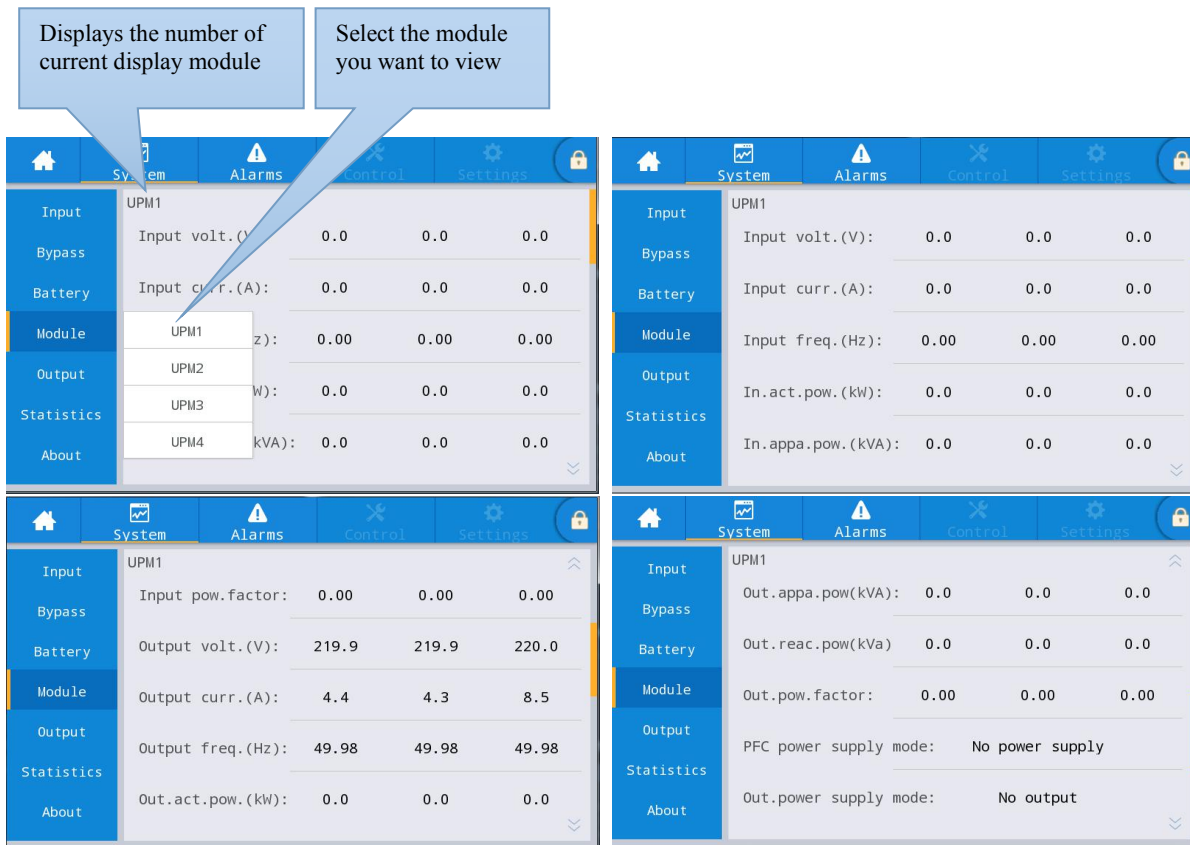 Displays the number of
current display module
Select the module
you want to view
System
Alarms
Control
Settings
Input
Bypass
Battery
Module
Output
Statistics
About
UPM1
Input volt.(V
0.0 0.0 0.0
Input curr.(A): 0.0 0.0 0.0
z): 0.00 0.00 0.00
W): 0.0 0.0 0.0
kVA): 0.0 0.0 0.0
UPM1
UPM2
UPM3
UPM4
System
Alarms
Control
Settings
Input
Bypass
Battery
Module
Output
Statistics
About
UPM1
Input volt.(V): 0.0 0.0 0.0
Input curr.(A): 0.0 0.0 0.0
Input freq.(Hz): 0.00 0.00 0.00
In.act.pow.(kW): 0.0 0.0 0.0
In.appa.pow.(kVA): 0.0 0.0 0.0
System
Alarms
Control
Settings
Input
Bypass
Battery
Module
Output
Statistics
About
UPM1
Input pow.factor: 0.00 0.00 0.00
Output volt.(V): 219.9 219.9 220.0
Output curr.(A): 4.4 4.3 8.5
Output freq.(Hz): 49.98 49.98 49.98
Out.act.pow.(kW): 0.0 0.0 0.0
System
Alarms
Control
Settings
Input
Bypass
Battery
Module
Output
Statistics
About
UPM1
Out.appa.pow(kVA): 0.0 0.0 0.0
Out.reac.pow(kVa) 0.0 0.0 0.0
Out.pow.factor: 0.00 0.00 0.00
PFC power supply mode: No power supply
Out.power supply mode: No output